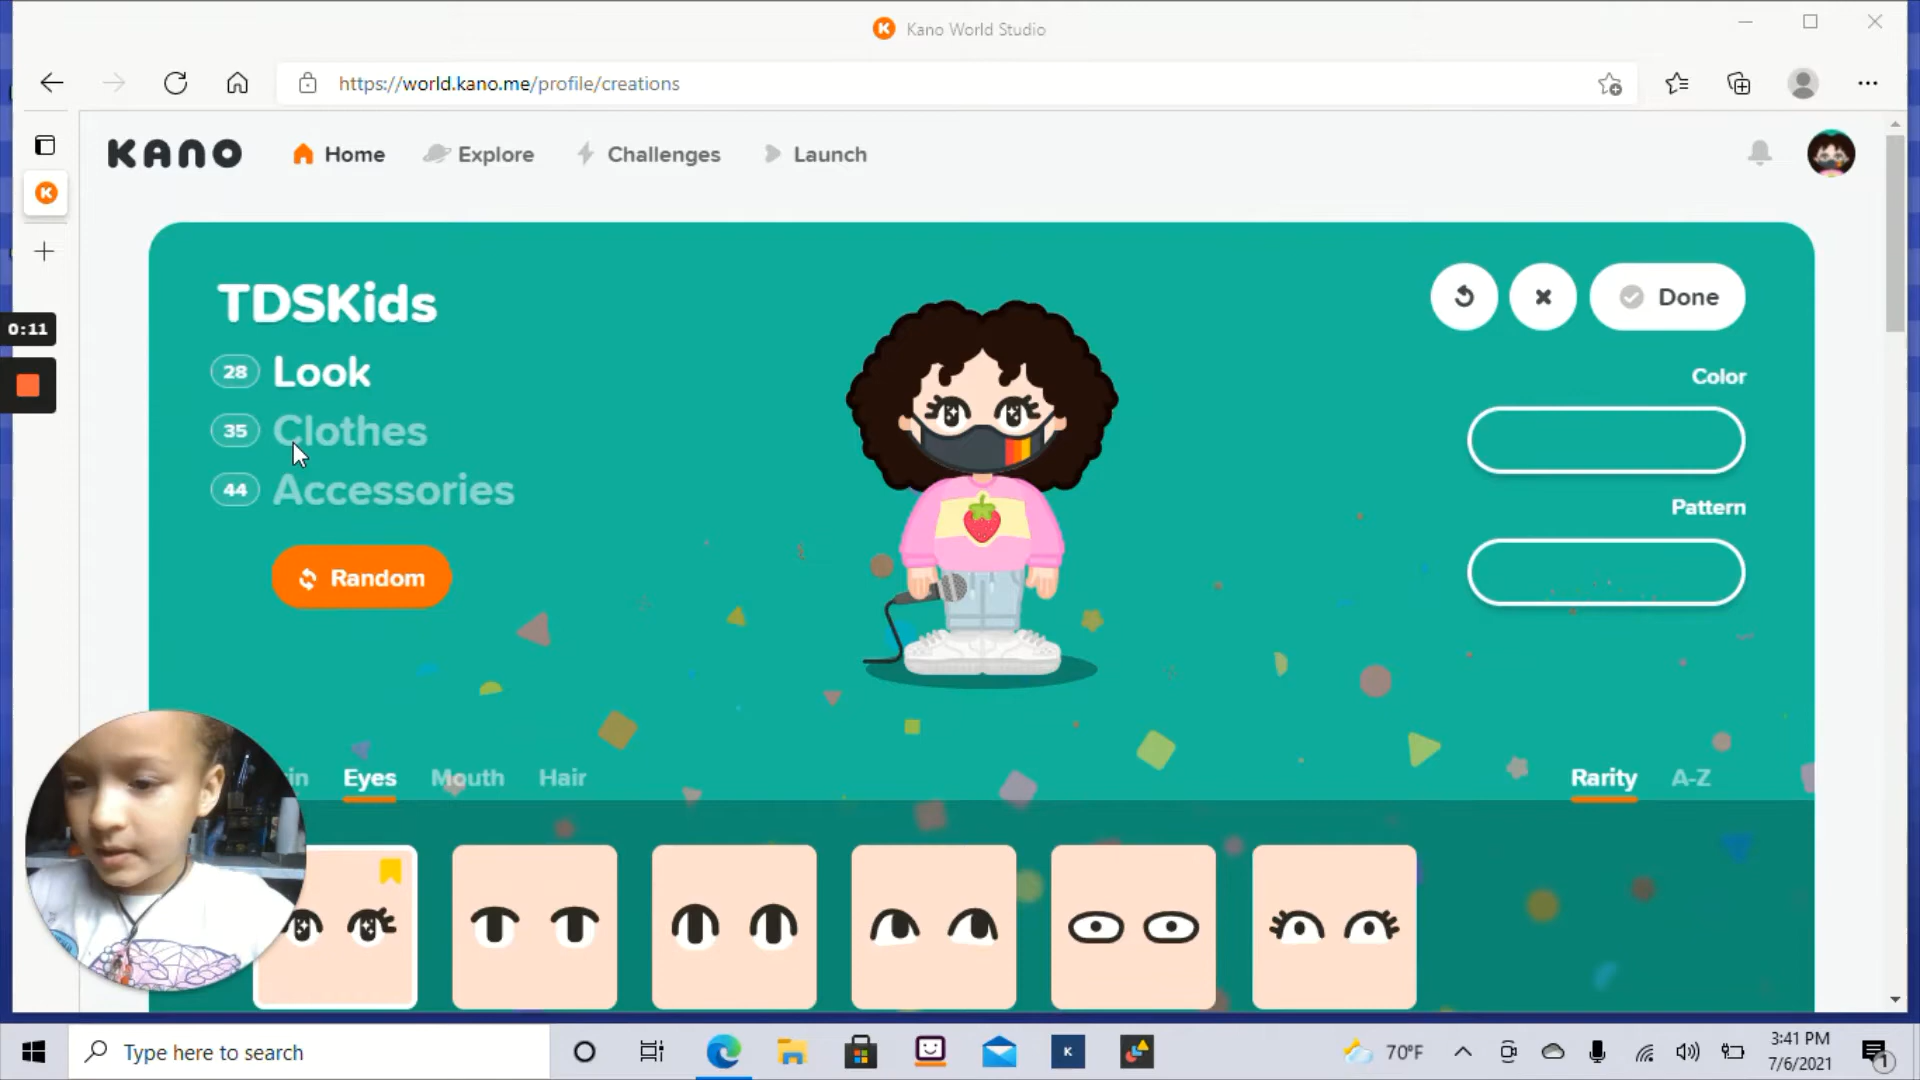 Kano World Studio
https://world.kano.me/profile/creations
KANO
Home
Explore
Challenges
Launch
0:11
TDSKids
28 Look
35 Clothes
44 Accessories
Random
Done
Color
Pattern
Eyes
Mouth
Hair
Rarity
A-Z
Type here to search
70°F
3:41 PM
7/6/2021
1